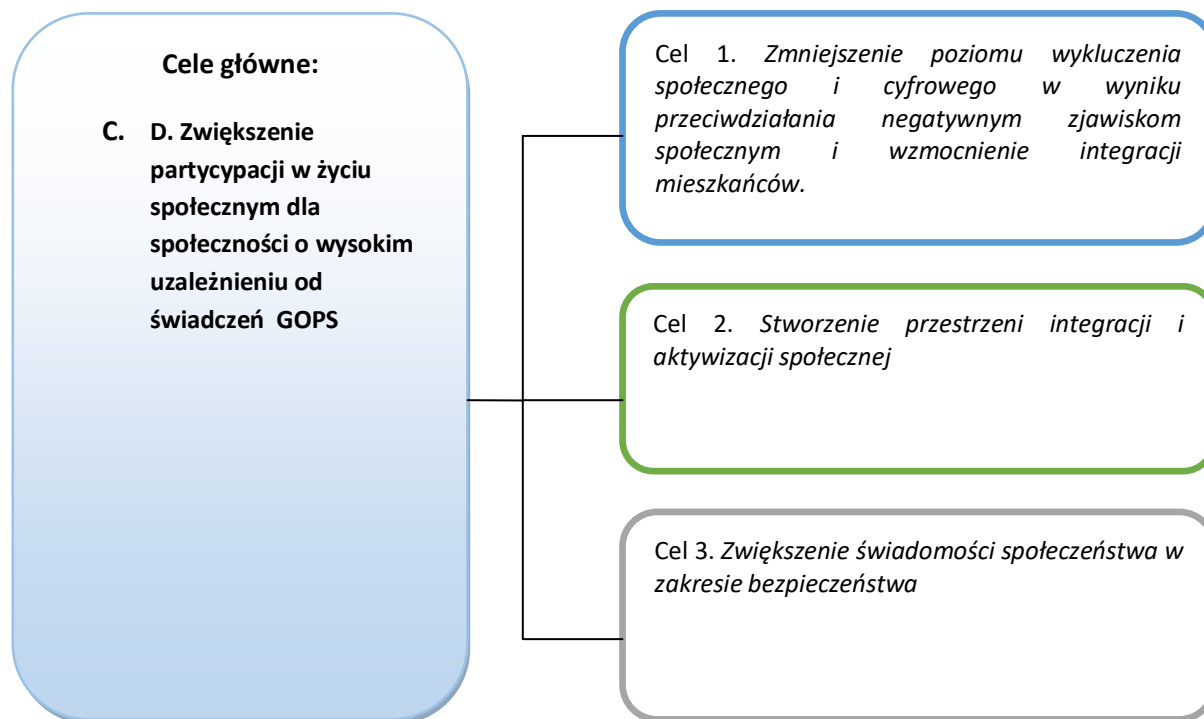 Cele główne:
C. D. Zwiększenie
partycypacji w życiu
społecznym dla
społeczności o wysokim
uzależnieniu od
świadczeń GOPS
Cel 1. Zmniejszenie poziomu wykluczenia
społecznego i cyfrowego w wyniku
przeciwdziałania negatywnym zjawiskom
społecznym i wzmocnienie integracji
mieszkańców.
Cel 2. Stworzenie przestrzeni integracji i
aktywizacji społecznej
Cel 3. Zwiększenie świadomości społeczeństwa w
zakresie bezpieczeństwa